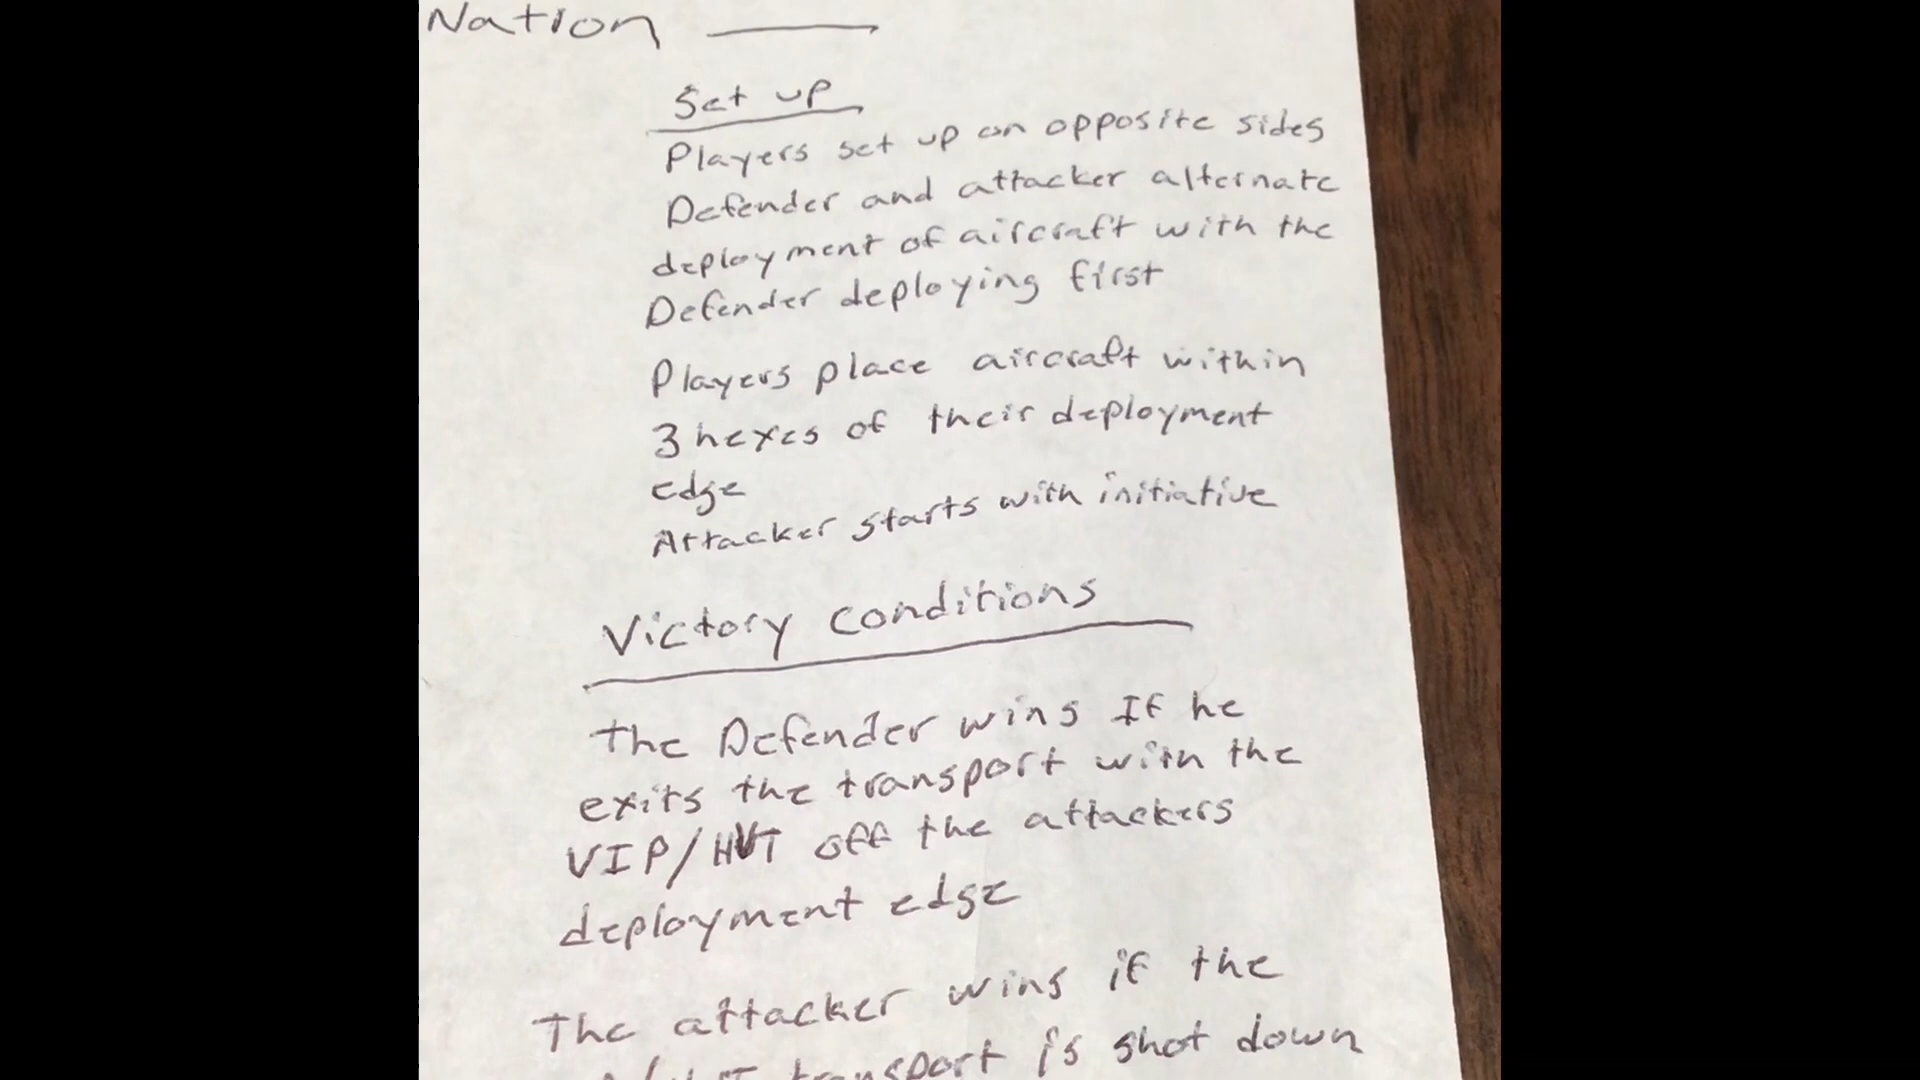 Nation
Set up
Players set up on opposite sides
Defender and attacker alternate
deployment of aircraft with the
Defender deploying first
Players place aircraft within
3 hexes of their deployment
edge
Attacker starts with initiative
Victory conditions
The Defender wins If he
exits the transport with the
VIP/HVT off the attackers
deployment edge
The attacker wins if the
transport is shot down